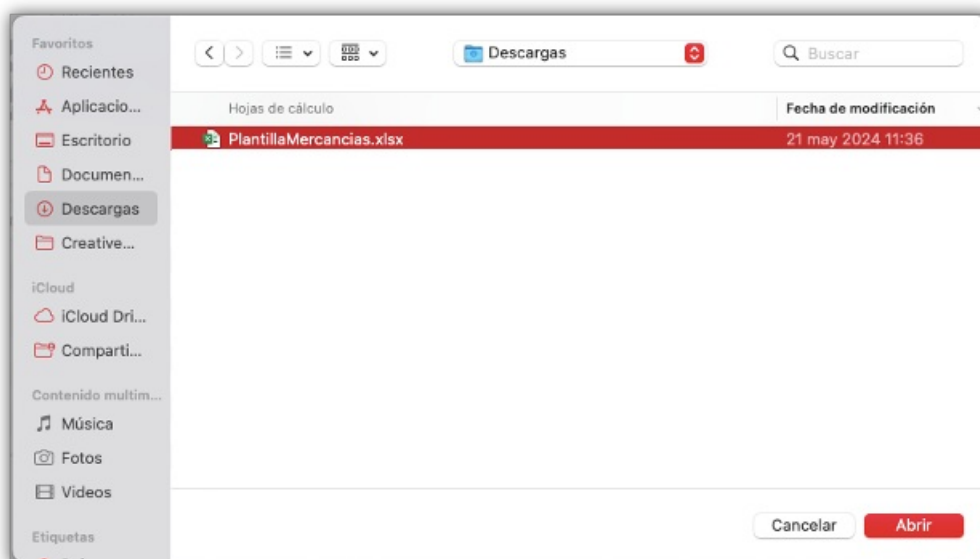 Favoritos
Recientes
Aplicacio...
Escritorio
Documen...
Descargas
Creative...
iCloud
iCloud Dri...
Comparti...
Contenido multim...
Música
Fotos
Videos
Etiquetas
Descargas
Buscar
Hojas de cálculo Fecha de modificación
PlantillaMercancias.xlsx 21 may 2024 11:36
Cancelar Abrir